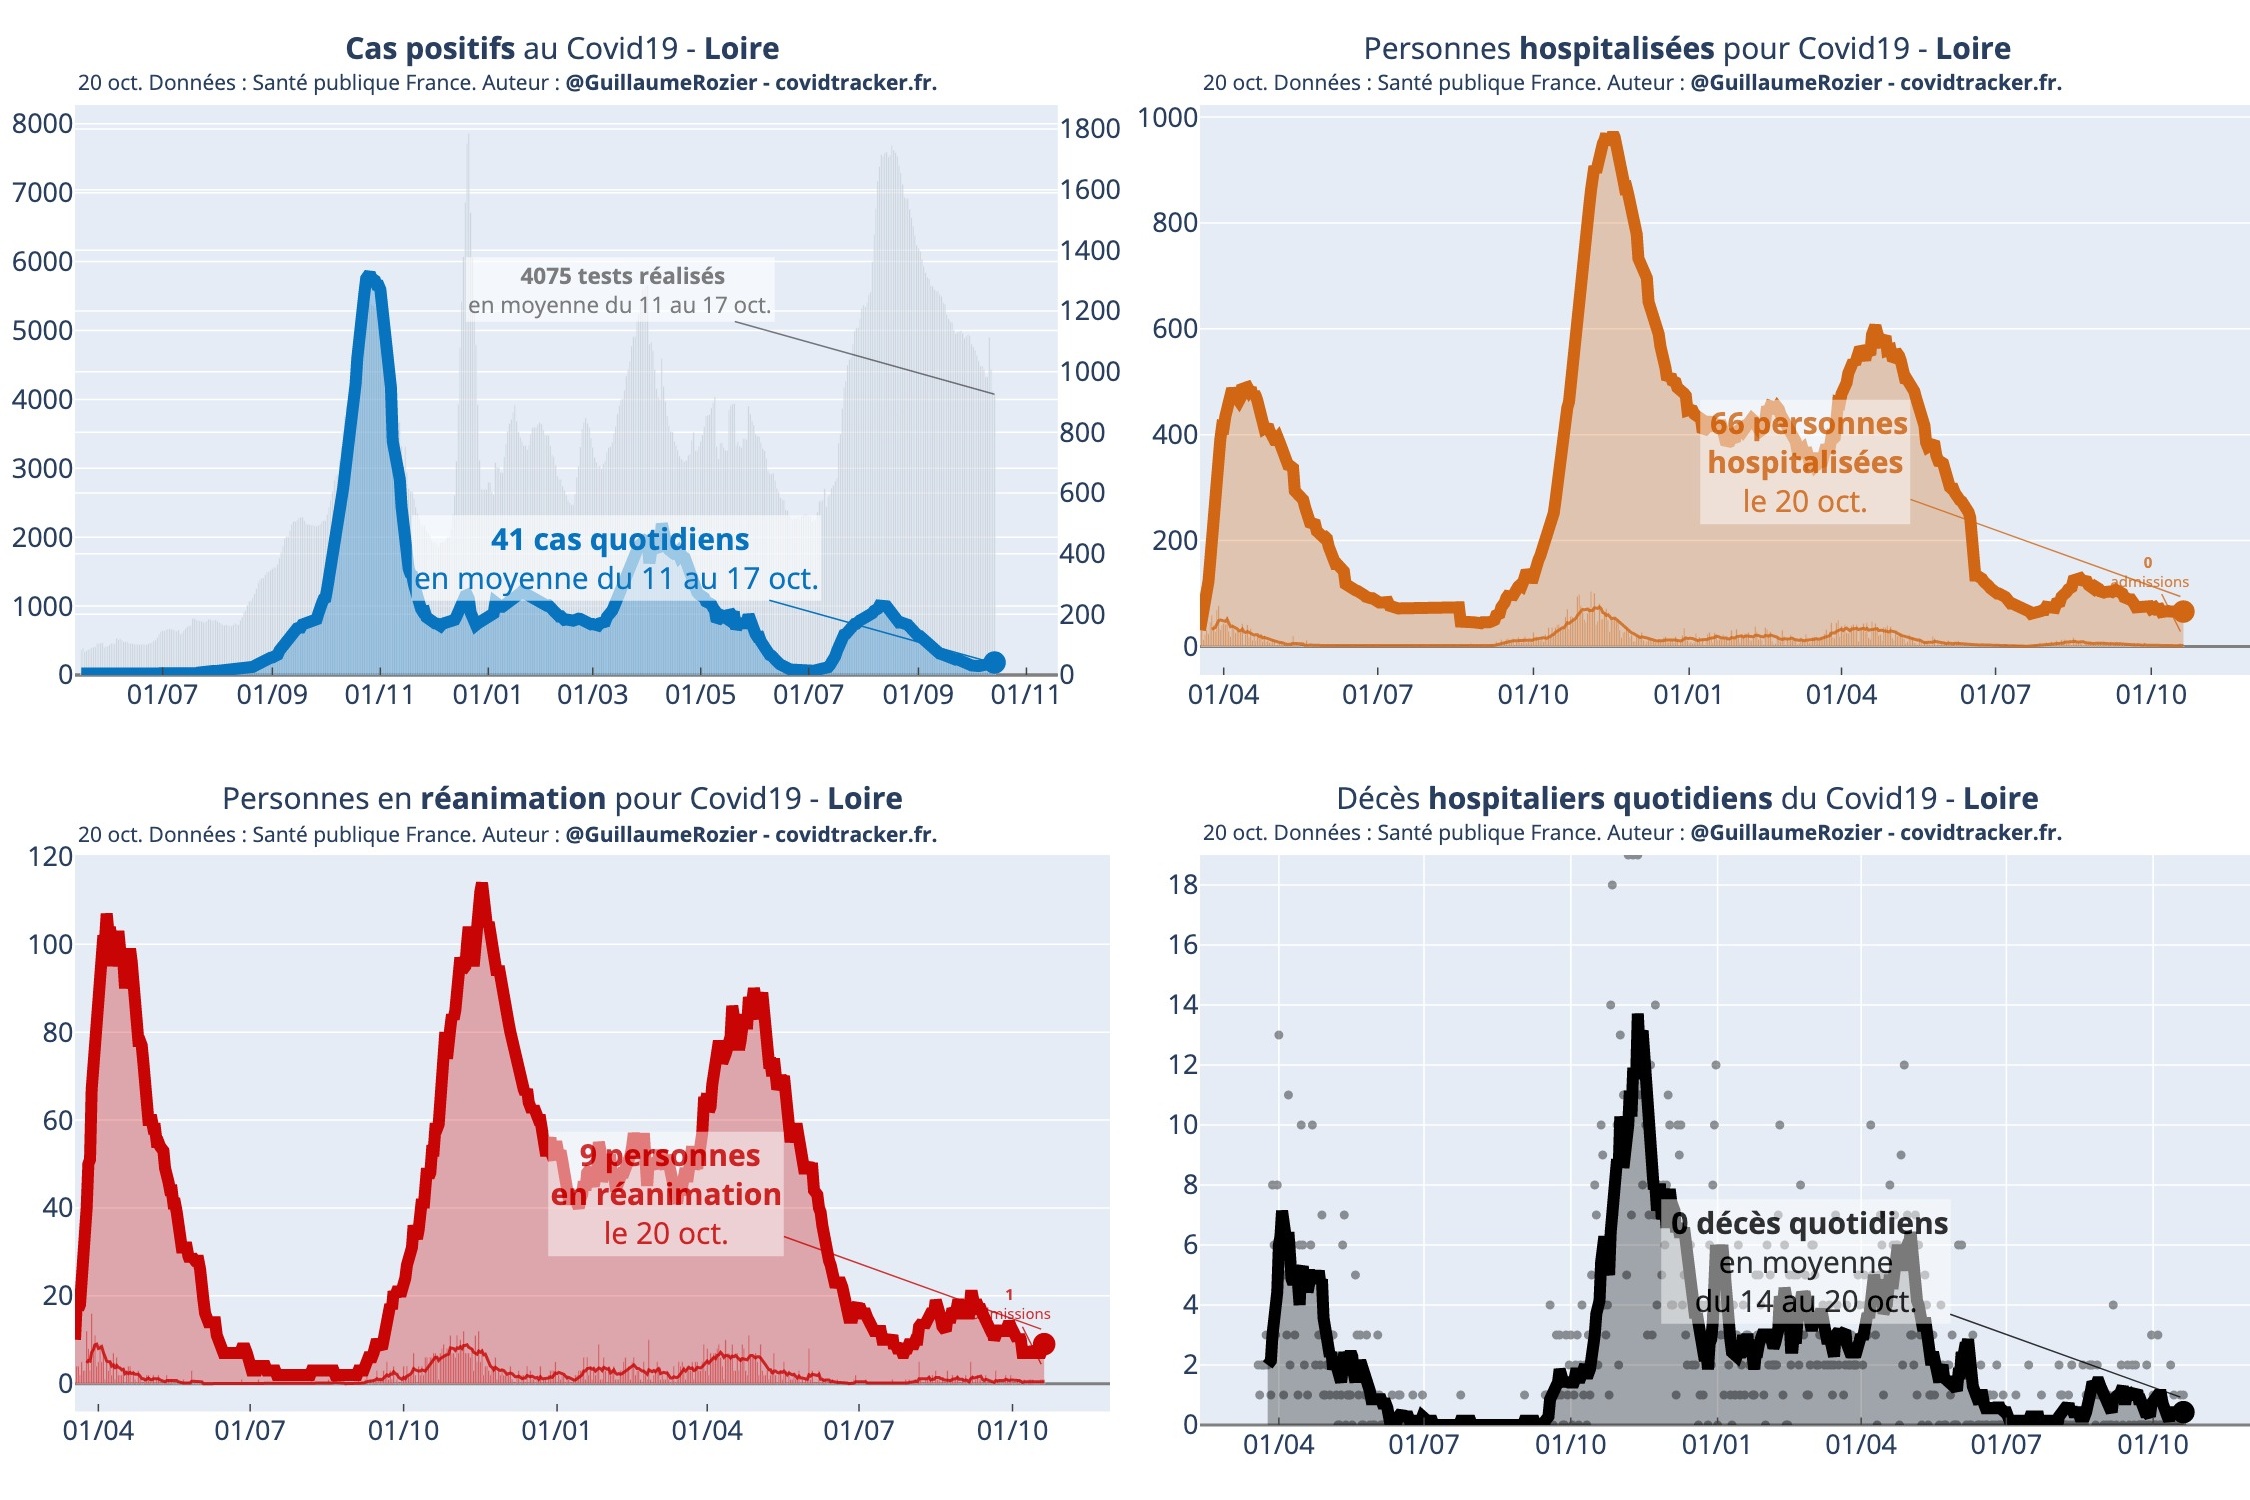 Cas positifs au Covid19 - Loire
20 oct. Données : Santé publique France. Auteur : @GuillaumeRozier - covidtracker.fr.
8000
7000
6000
5000
4000
3000
2000
1000
0
1800
1600
1400
1200
1000
800
600
400
200
0
4075 tests réalisés
en moyenne du 11 au 17 oct.
41 cas quotidiens
en moyenne du 11 au 17 oct.
01/07 01/09 01/11 01/01 01/03 01/05 01/07 01/09 01/11
Personnes hospitalisées pour Covid19 - Loire
20 oct. Données : Santé publique France. Auteur : @GuillaumeRozier - covidtracker.fr.
1000
800
600
400
200
0
66 personnes
hospitalisées
le 20 oct.
0
admissions
01/04 01/07 01/10 01/01 01/04 01/07 01/10
Personnes en réanimation pour Covid19 - Loire
20 oct. Données : Santé publique France. Auteur : @GuillaumeRozier - covidtracker.fr.
120
100
80
60
40
20
0
9 personnes
en réanimation
le 20 oct.
1
admissions
01/04 01/07 01/10 01/01 01/04 01/07 01/10
Décès hospitaliers quotidiens du Covid19 - Loire
20 oct. Données : Santé publique France. Auteur : @GuillaumeRozier - covidtracker.fr.
18
16
14
12
10
8
6
4
2
0
0 décès quotidiens
en moyenne
du 14 au 20 oct.
01/04 01/07 01/10 01/01 01/04 01/07 01/10